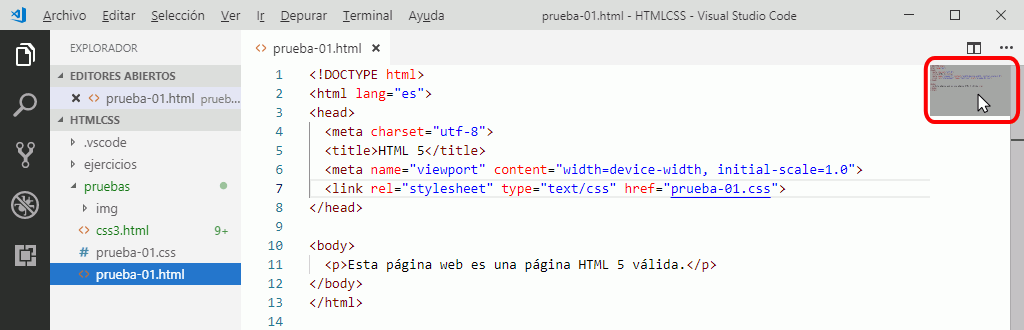 Archivo Editar Selección Ver Ir Depurar Terminal Ayuda prueba-01.html - HTMLCSS - Visual Studio Code
EXPLORADOR
EDITORES ABIERTOS
prueba-01.html prueb...
HTMLCSS
.vscode
ejercicios
pruebas
img
css3.html 9+
prueba-01.css
prueba-01.html
prueba-01.html
1 <!DOCTYPE html>
2 <html lang="es">
3 <head>
4 <meta charset="utf-8">
5 <title>HTML 5</title>
6 <meta name="viewport" content="width=device-width, initial-scale=1.0">
7 <link rel="stylesheet" type="text/css" href="prueba-01.css">
8 </head>
9
10 <body>
11 <p>Esta página web es una página HTML 5 válida.</p>
12 </body>
13 </html>
14